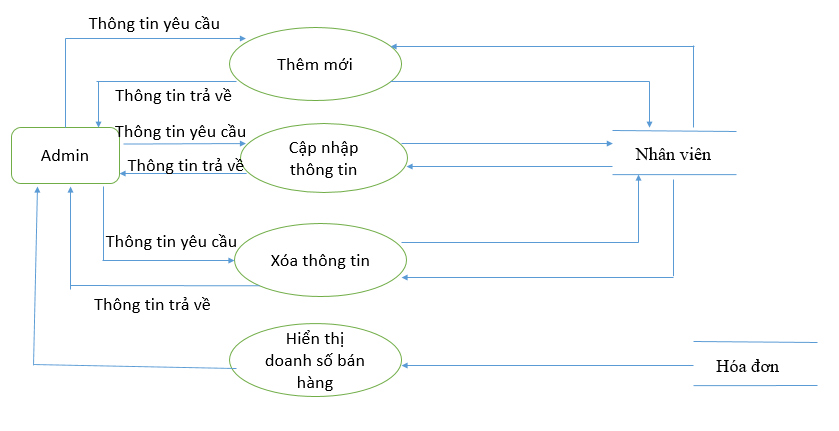 Thông tin yêu cầu
Thêm mới
Thông tin trả về
Thông tin yêu cầu
Admin
Cập nhập
thông tin
Nhân viên
Thông tin trả về
Thông tin yêu cầu
Xóa thông tin
Thông tin trả về
Hiển thị
doanh số bán
hàng
Hóa đơn